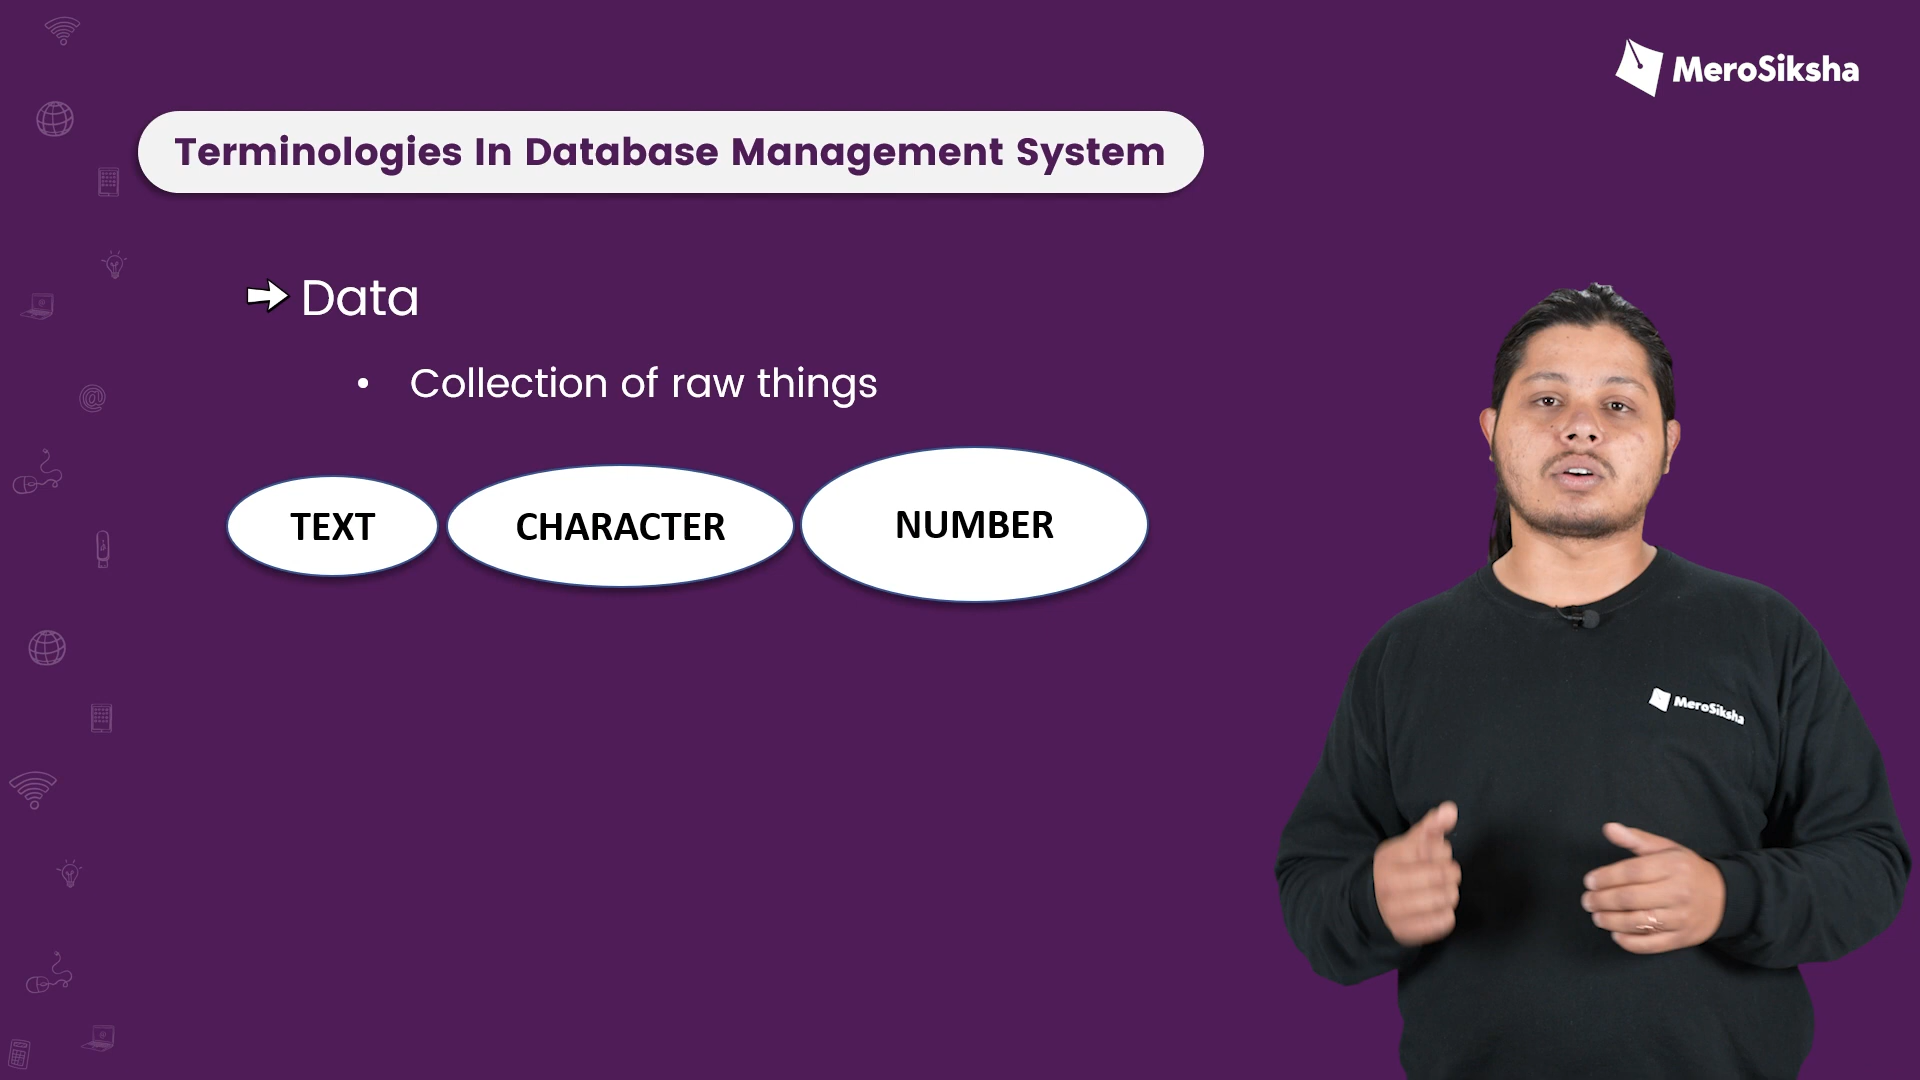 MeroSiksha
Terminologies In Database Management System
Data
• Collection of raw things
TEXT
CHARACTER
NUMBER
MeroSiksha